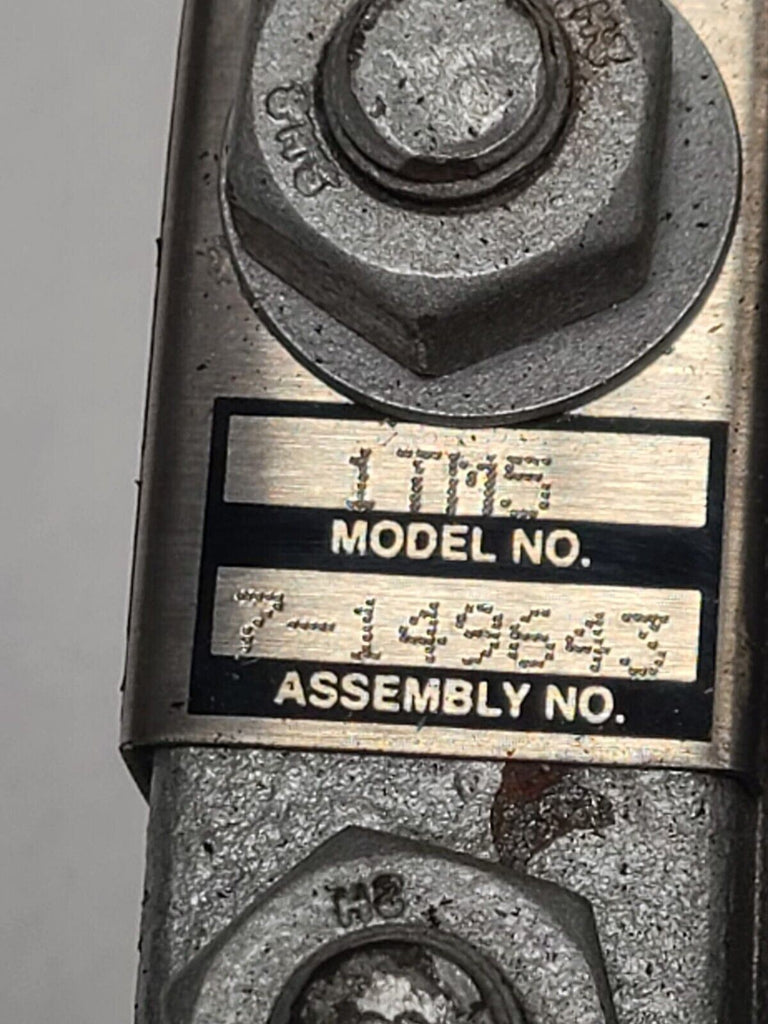 1TMS
MODEL NO.
7-149643
ASSEMBLY NO.